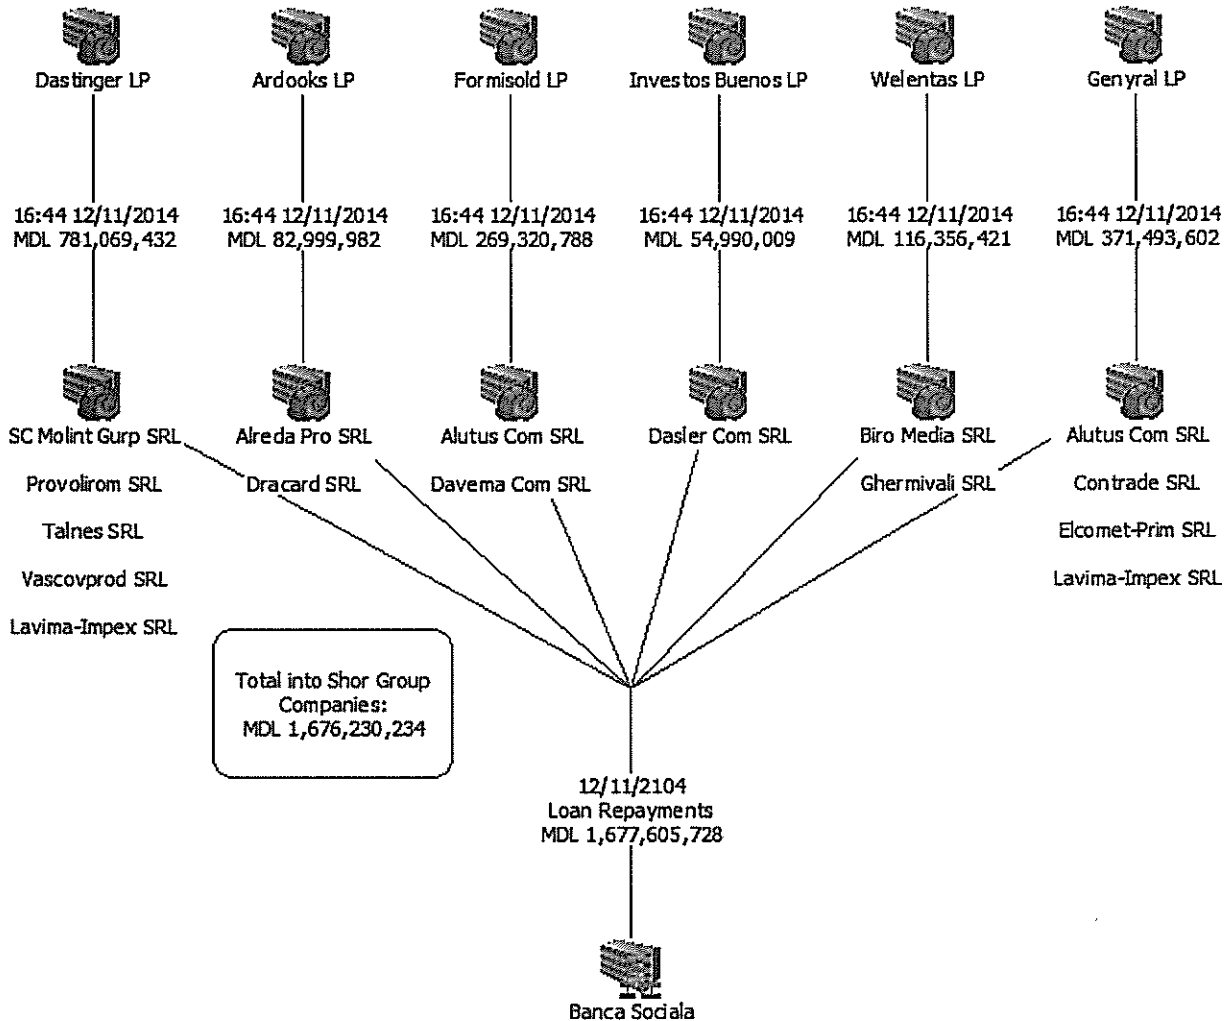 Dastinger LP
Ardooks LP
Formisold LP
Investos Buenos LP
Welentas LP
Genyral LP
16:44 12/11/2014
MDL 781,069,432
16:44 12/11/2014
MDL 82,999,982
16:44 12/11/2014
MDL 269,320,788
16:44 12/11/2014
MDL 54,990,009
16:44 12/11/2014
MDL 116,356,421
16:44 12/11/2014
MDL 371,493,602
SC Molint Gurp SRL
Provolirom SRL
Talnes SRL
Vascovprod SRL
Lavima-Impex SRL
Alreda Pro SRL
Dracard SRL
Alutus Com SRL
Davema Com SRL
Dasler Com SRL
Biro Media SRL
Ghermivali SRL
Alutus Com SRL
Contrade SRL
Elcomet-Prim SRL
Lavima-Impex SRL
Total into Shor Group
Companies:
MDL 1,676,230,234
12/11/2104
Loan Repayments
MDL 1,677,605,728
Banca Sociala